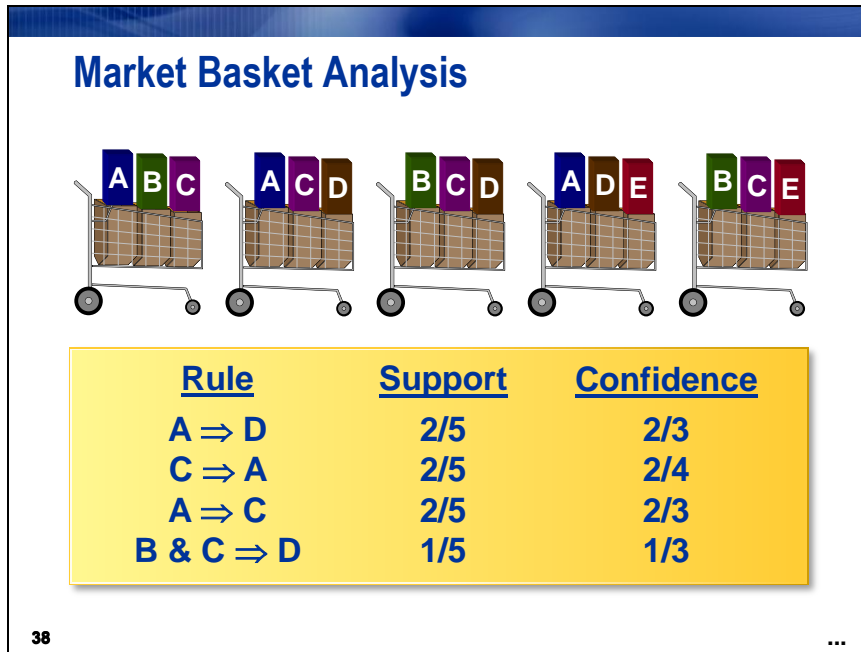 Market Basket Analysis
A B C A C D B C D A D E B C E
Rule Support Confidence
A ⇒ D 2/5 2/3
C ⇒ A 2/5 2/4
A ⇒ C 2/5 2/3
B & C ⇒ D 1/5 1/3
38 ...